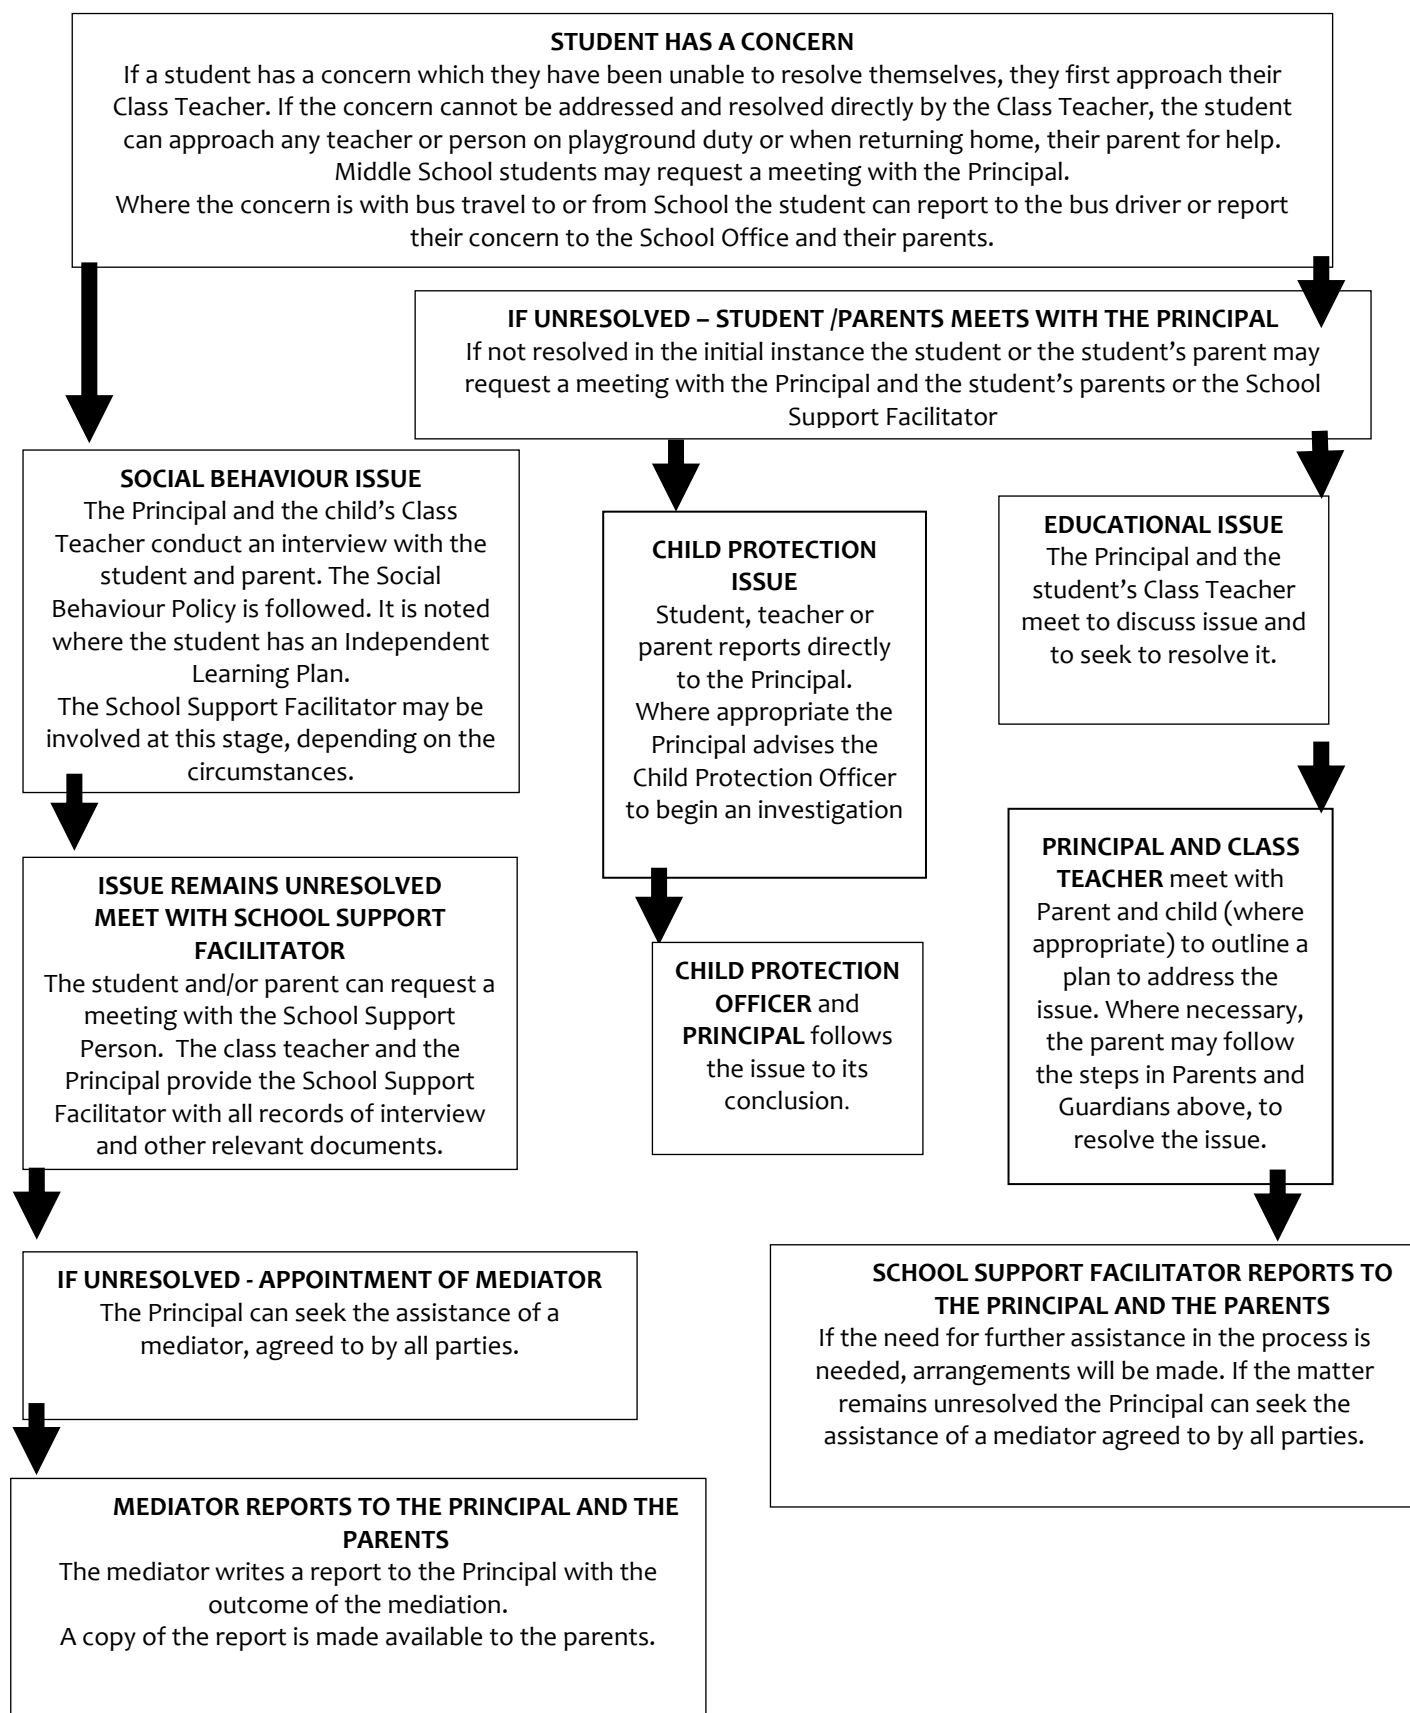 STUDENT HAS A CONCERN
If a student has a concern which they have been unable to resolve themselves, they first approach their
Class Teacher. If the concern cannot be addressed and resolved directly by the Class Teacher, the student
can approach any teacher or person on playground duty or when returning home, their parent for help.
Middle School students may request a meeting with the Principal.
Where the concern is with bus travel to or from School the student can report to the bus driver or report
their concern to the School Office and their parents.
IF UNRESOLVED – STUDENT /PARENTS MEETS WITH THE PRINCIPAL
If not resolved in the initial instance the student or the student’s parent may
request a meeting with the Principal and the student’s parents or the School
Support Facilitator
SOCIAL BEHAVIOUR ISSUE
The Principal and the child’s Class
Teacher conduct an interview with the
student and parent. The Social
Behaviour Policy is followed. It is noted
where the student has an Independent
Learning Plan.
The School Support Facilitator may be
involved at this stage, depending on the
circumstances.
CHILD PROTECTION
ISSUE
Student, teacher or
parent reports directly
to the Principal.
Where appropriate the
Principal advises the
Child Protection Officer
to begin an investigation
EDUCATIONAL ISSUE
The Principal and the
student’s Class Teacher
meet to discuss issue and
to seek to resolve it.
ISSUE REMAINS UNRESOLVED
MEET WITH SCHOOL SUPPORT
FACILITATOR
The student and/or parent can request a
meeting with the School Support
Person. The class teacher and the
Principal provide the School Support
Facilitator with all records of interview
and other relevant documents.
CHILD PROTECTION
OFFICER and
PRINCIPAL follows
the issue to its
conclusion.
PRINCIPAL AND CLASS
TEACHER meet with
Parent and child (where
appropriate) to outline a
plan to address the
issue. Where necessary,
the parent may follow
the steps in Parents and
Guardians above, to
resolve the issue.
IF UNRESOLVED - APPOINTMENT OF MEDIATOR
The Principal can seek the assistance of a
mediator, agreed to by all parties.
SCHOOL SUPPORT FACILITATOR REPORTS TO
THE PRINCIPAL AND THE PARENTS
If the need for further assistance in the process is
needed, arrangements will be made. If the matter
remains unresolved the Principal can seek the
assistance of a mediator agreed to by all parties.
MEDIATOR REPORTS TO THE PRINCIPAL AND THE
PARENTS
The mediator writes a report to the Principal with the
outcome of the mediation.
A copy of the report is made available to the parents.